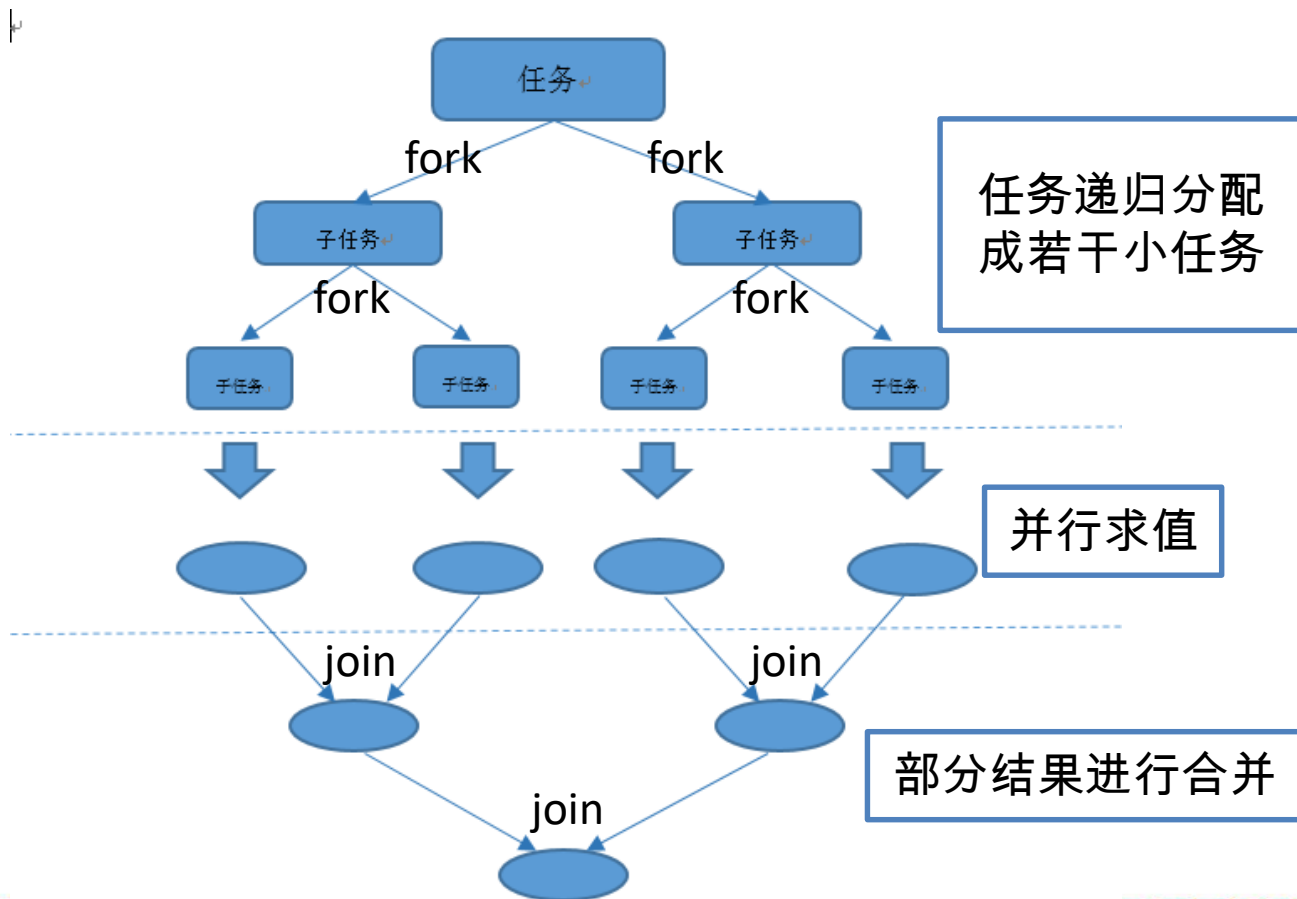 任务
fork
fork
任务递归分配
成若干小任务
子任务
子任务
fork
fork
子任务
子任务
子任务
子任务
并行求值
join
join
部分结果进行合并
join